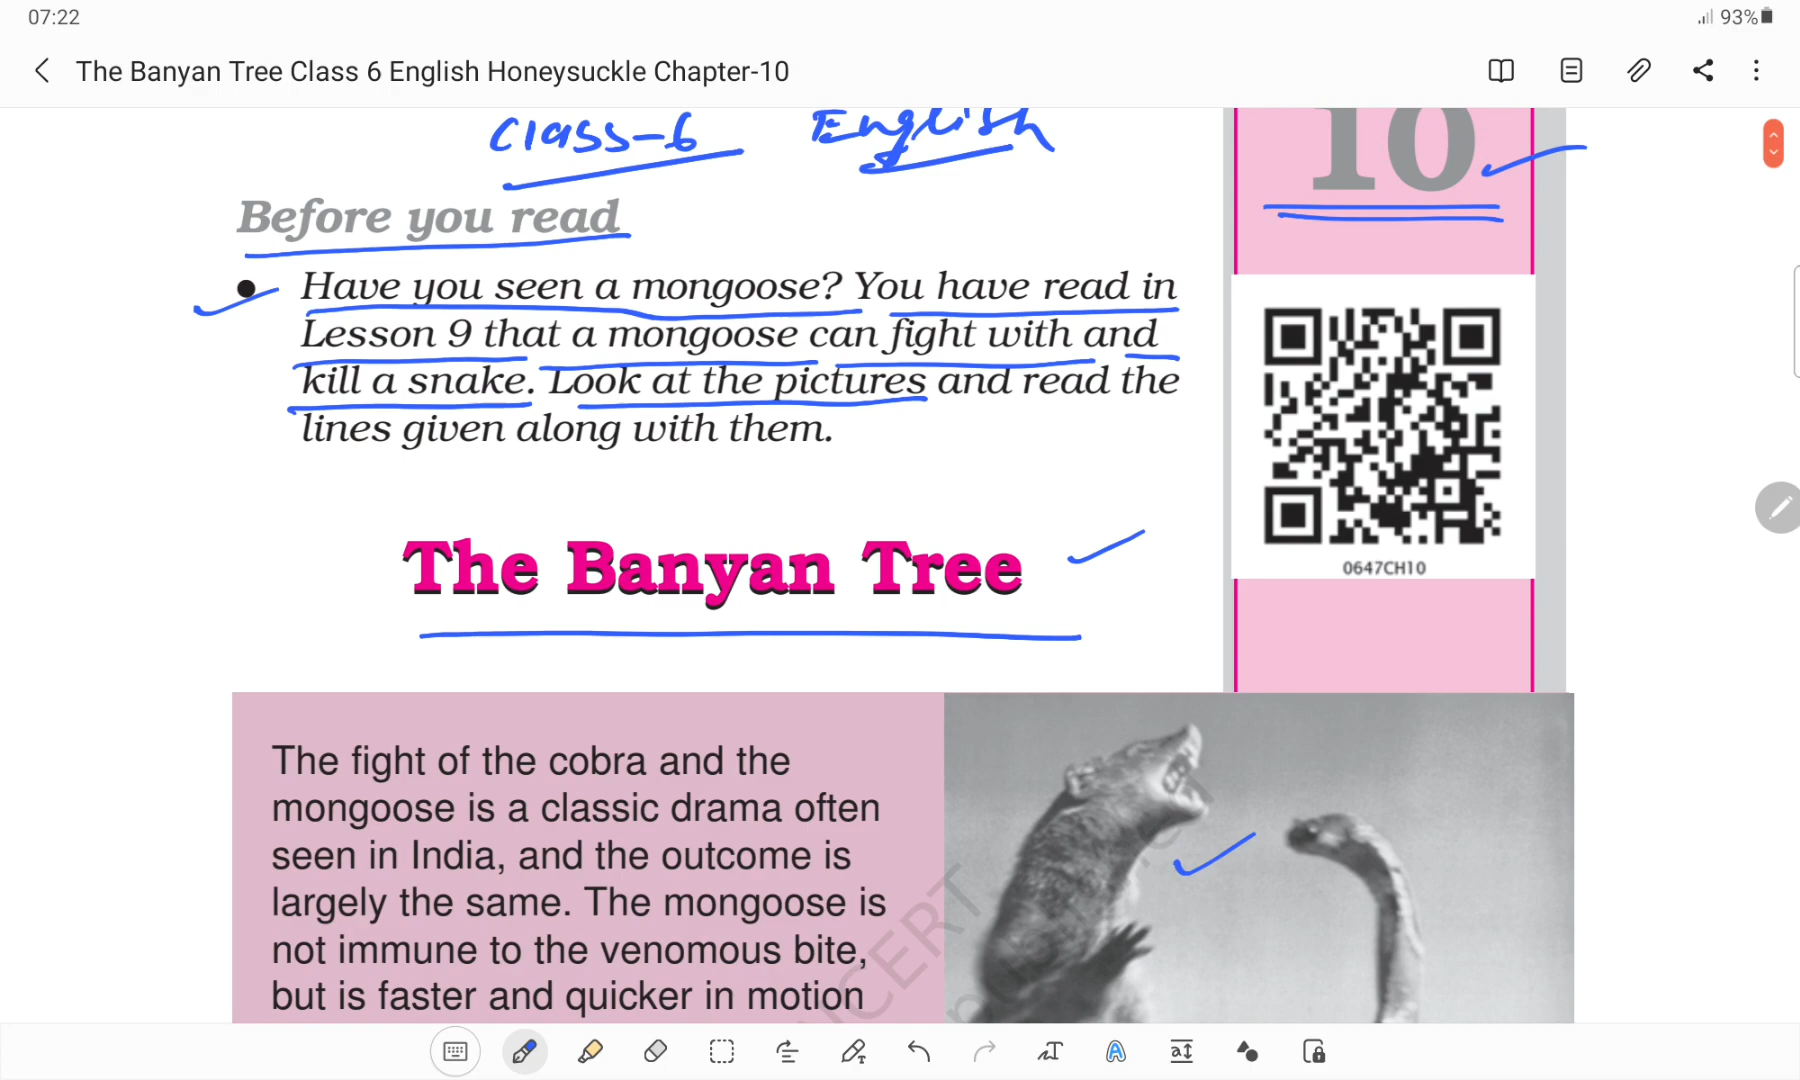 07:22
93%
The Banyan Tree Class 6 English Honeysuckle Chapter-10
Class-6 English
10
Before you read
• Have you seen a mongoose? You have read in
Lesson 9 that a mongoose can fight with and
kill a snake. Look at the pictures and read the
lines given along with them.
0647CH10
The Banyan Tree
The fight of the cobra and the
mongoose is a classic drama often
seen in India, and the outcome is
largely the same. The mongoose is
not immune to the venomous bite,
but is faster and quicker in motion
NCERT